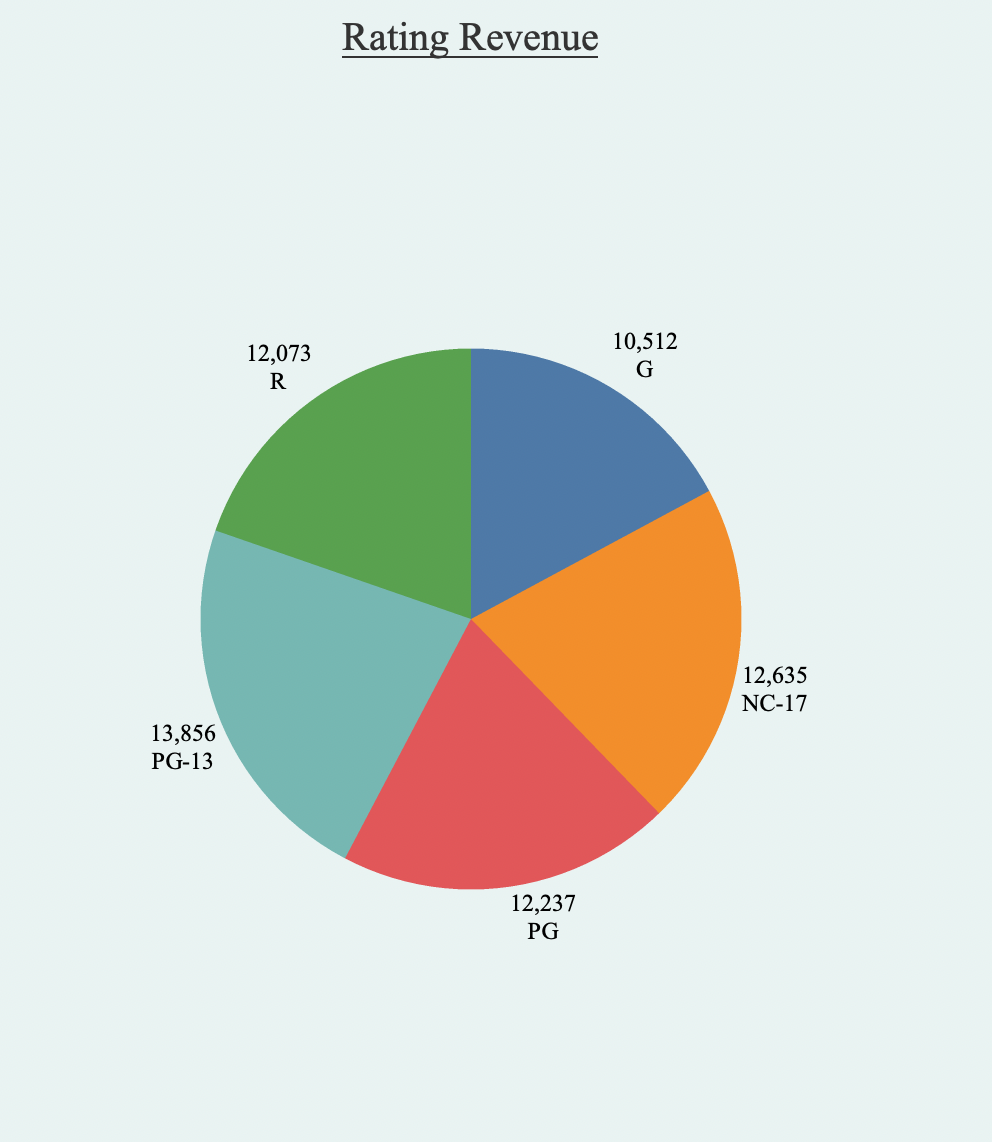 Rating Revenue
10,512
G
12,073
R
12,635
NC-17
13,856
PG-13
12,237
PG